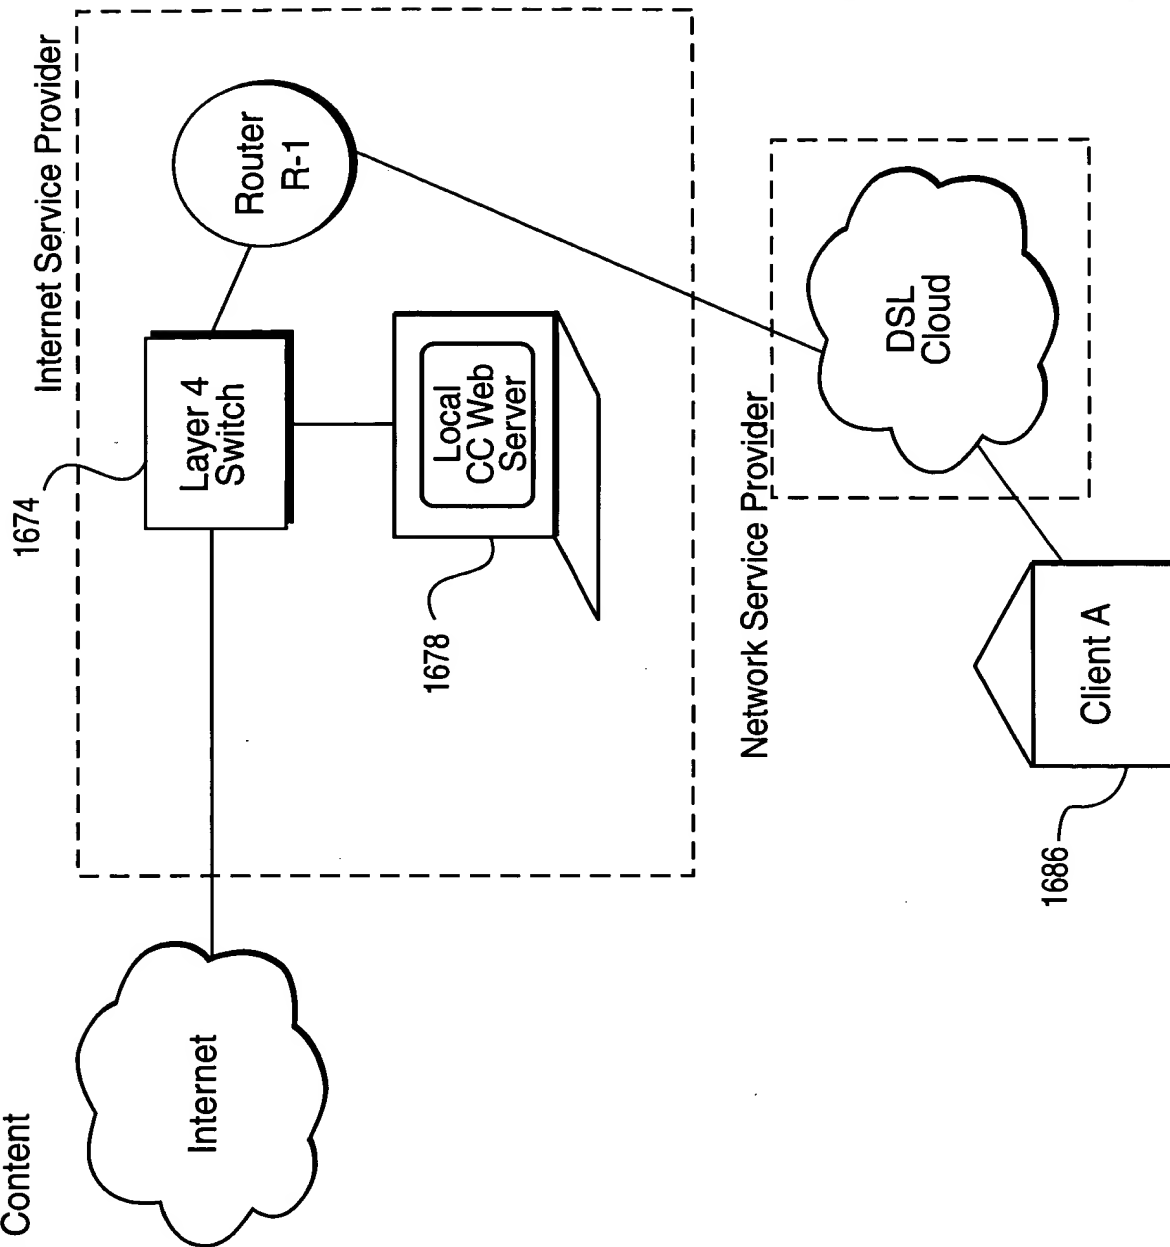 Content
Internet
Internet Service Provider
1674
Layer 4
Switch
Router
R-1
Local
CC Web
Server
1678
Network Service Provider
DSL
Cloud
Client A
1686